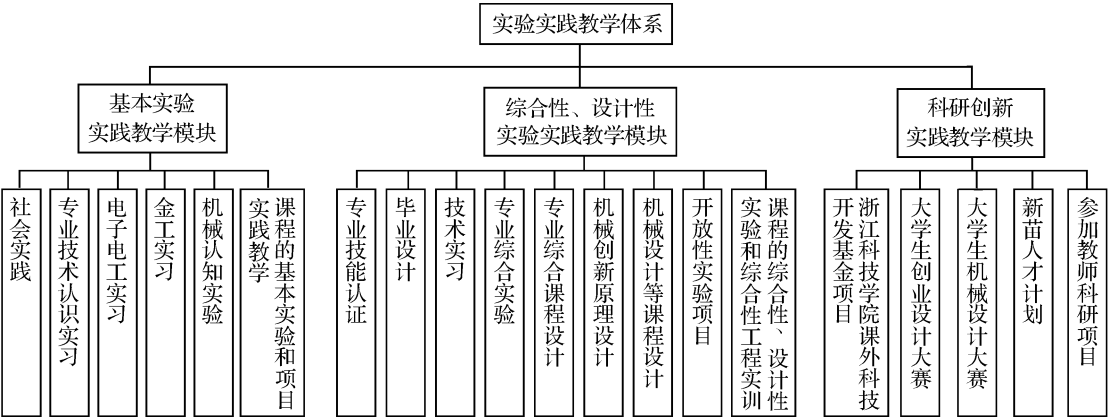 实验实践教学体系
基本实验
实践教学模块
综合性、设计性
实验实践教学模块
科研创新
实践教学模块
社会实践
专业技术认识实习
电子电工实习
金工实习
机械认知实验
课程的基本实验和项目
实践教学
专业技能认证
毕业设计
技术实习
专业综合实验
专业综合课程设计
机械创新原理设计
机械设计等课程设计
开放性实验项目
课程的综合性、设计性
实验和综合性工程实训
浙江科技学院课外科技
开发基金项目
大学生创业设计大赛
大学生机械设计大赛
新苗人才计划
参加教师科研项目